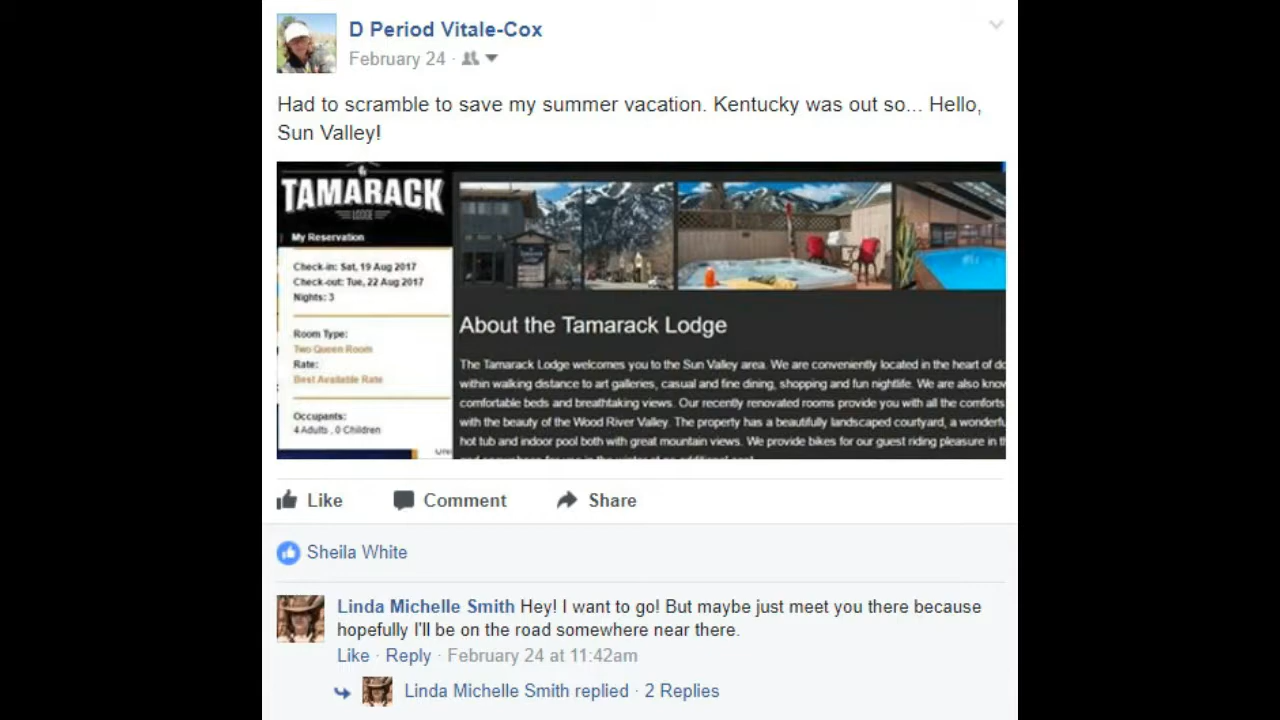 D Period Vitale-Cox
February 24 ·
Had to scramble to save my summer vacation. Kentucky was out so... Hello,
Sun Valley!
TAMARACK
LODGE
My Reservation
Check-in: Sat, 19 Aug 2017
Check-out: Tue, 22 Aug 2017
Nights: 3
Room Type:
Two Queen Room
Rate:
Best Available Rate
Occupants:
4 Adults , 0 Children
About the Tamarack Lodge
The Tamarack Lodge welcomes you to the Sun Valley area. We are conveniently located in the heart of do
within walking distance to art galleries, casual and fine dining, shopping and fun nightlife. We are also know
comfortable beds and breathtaking views. Our recently renovated rooms provide you with all the comforts
with the beauty of the Wood River Valley. The property has a beautifully landscaped courtyard, a wonderfu
hot tub and indoor pool both with great mountain views. We provide bikes for our guest riding pleasure in th
Like Comment Share
Sheila White
Linda Michelle Smith Hey! I want to go! But maybe just meet you there because
hopefully I'll be on the road somewhere near there.
Like · Reply · February 24 at 11:42am
Linda Michelle Smith replied · 2 Replies